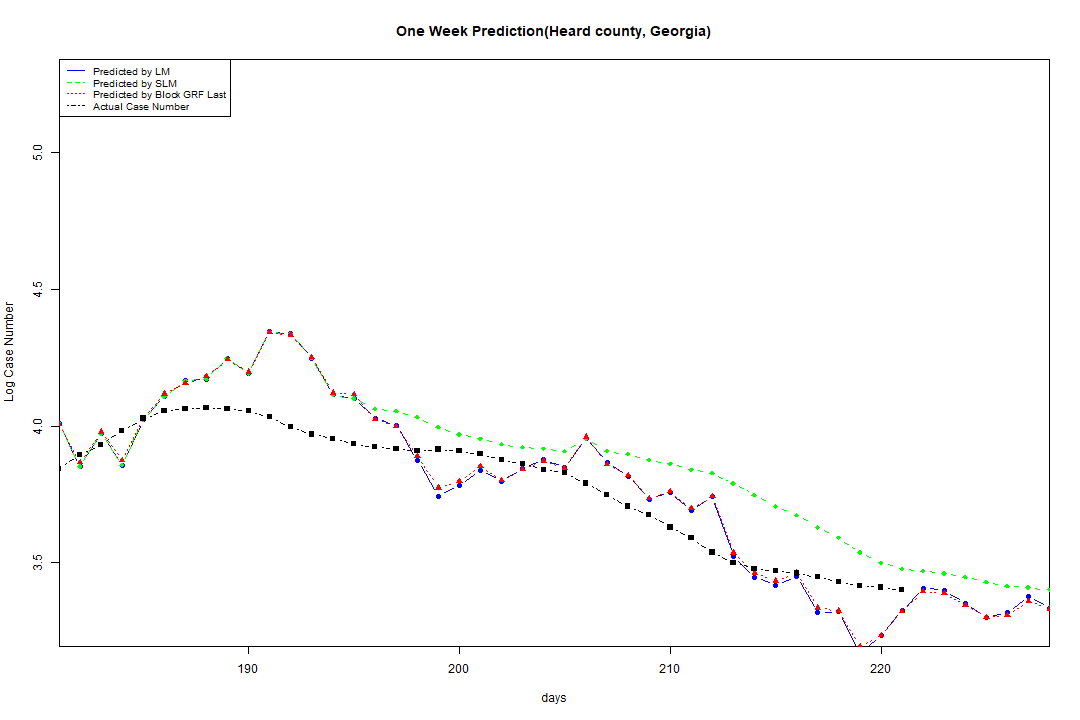 One Week Prediction(Heard county, Georgia)
Predicted by LM
Predicted by SLM
Predicted by Block GRF Last
Actual Case Number
5.0
4.5
4.0
3.5
Log Case Number
190 200 210 220
days